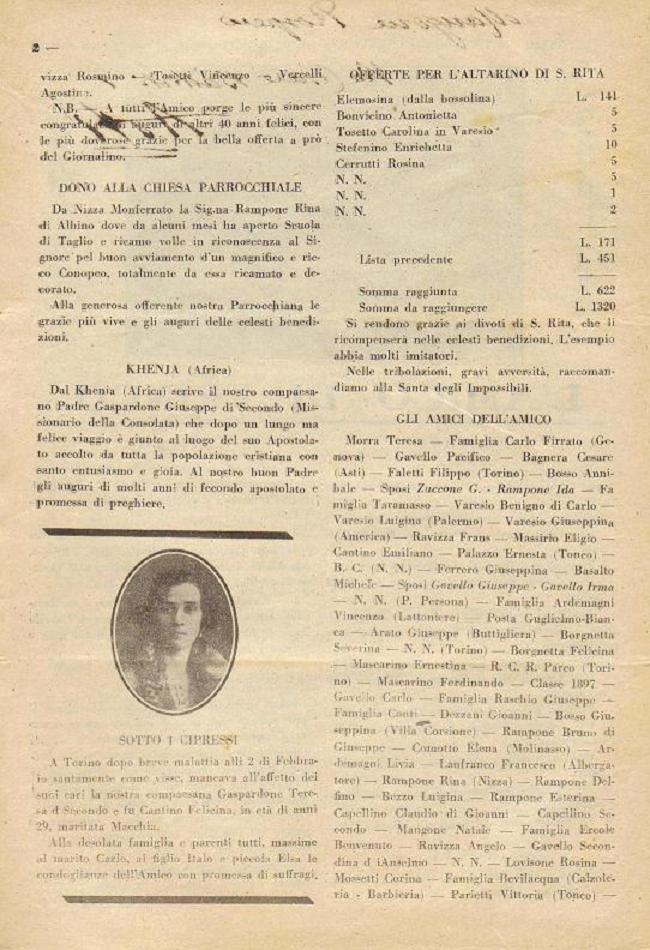 2 —
vizza Rosmino — Tosetti Vincenzo — Vercelli
Agostina.
N.B. — A tutti l'Amico porge le più sincere
congratulazioni auguri di altri 40 anni felici, con
le più doverose grazie per la bella offerta a prò
del Giornalino.
DONO ALLA CHIESA PARROCCHIALE
Da Nizza Monferrato la Sig.na Rampone Rina
di Albino dove da alcuni mesi ha aperto Scuola
di Taglio e ricamo volle in riconoscenza al Si-
gnore pel buon avviamento d'un magnifico e ric-
co Conopeo, totalmente da essa ricamato e de-
corato.
Alla generosa offerente nostra Parrocchiana le
grazie più vive e gli auguri delle celesti benedi-
zioni.
KHENJA (Africa)
Dal Khenia (Africa) scrive il nostro compaesa-
no Padre Gaspardone Giuseppe di Secondo (Mis-
sionario della Consolata) che dopo un lungo ma
felice viaggio è giunto al luogo del suo Apostola-
to accolto da tutta la popolazione cristiana con
santo entusiasmo e gioia. Al nostro buon Padre
gli auguri di molti anni di fecondo apostolato e
promessa di preghiere.
SOTTO I CIPRESSI
A Torino dopo breve malattia alli 2 di Febbra-
io santamente come visse, mancava all'affetto dei
suoi cari la nostra compaesana Gaspardone Tere-
sa d Secondo e fu Cantino Felicina, in età di anni
29, maritata Macchia.
Alla desolata famiglia e parenti tutti, massime
al marito Carlo, al figlio Italo e piccola Elsa le
condoglianze dell'Amico con promessa di suffragi.
OFFERTE PER L'ALTARINO DI S. RITA
Elemosina (dalla bossolina) L. 141
Bonvicino Antonietta 5
Tosetto Carolina in Varesio 5
Stefenino Enrichetta 10
Cerrutti Rosina 5
N. N. 5
N. N. 1
N. N. 2
L. 171
Lista precedente L. 451
Somma raggiunta L. 622
Somma da raggiungere L. 1320
Si rendono grazie ai divoti di S. Rita, che li
ricompenserà nelle celesti benedizioni. L'esempio
abbia molti imitatori.
Nelle tribolazioni, gravi avversità, raccoman-
diamo alla Santa degli Impossibili.
GLI AMICI DELL'AMICO
Morra Teresa — Famiglia Carlo Firrato (Ge-
nova) — Gavello Pacifico — Bagnera Cesare
(Asti) — Faletti Filippo (Torino) — Bosso Anni-
bale — Sposi Zuccone G. - Rampone Ida — Fa
miglia Tavamasso — Varesio Benigno di Carlo —
Varesio Luigina (Palermo) — Varesio Giuseppina
(America) — Ravizza Frans — Massirio Eligio —
Cantino Emiliano — Palazzo Ernesta (Tonco) —
B. C. (N. N.) — Ferrero Giuseppina — Basalto
Michele — Sposi Gavello Giuseppe - Gavello Irma
— N. N. (P. Persona) — Famiglia Ardemagni
Vincenzo (Lattoniere) — Posta Guglielmo-Bian-
ca — Arato Giuseppe (Buttigliera) — Borgnetta
Severina — N. N. (Torino) — Borgnetta Felicina
— Mascarino Ernestina — R. C. R. Parco (Tori-
no) — Mascarino Ferdinando — Classe 1897 —
Gavello Carlo — Famiglia Raschio Giuseppe —
Famiglia Conti — Dezzani Gioanni — Bosso Giu-
seppina (Villa Corsione) — Rampone Bruno di
Giuseppe — Comotto Elena (Molinasso) — Ar-
demagni Livia — Lanfranco Francesco (Alberga-
tore) — Rampone Rina (Nizza) — Rampone Del-
fino — Bezzo Luigina — Rampone Esterina —
Capellino Claudio di Gioanni — Capellino Se-
condo — Mangone Natale — Famiglia Ercole
Benvenuto — Ravizza Angelo — Gavello Secon-
dina d iAnselmo — N. N. — Lovisone Rosina —
Mossetti Corina — Famiglia Bevilacqua (Calzole-
ria - Barbieria) — Parietti Vittoria (Tonco) —